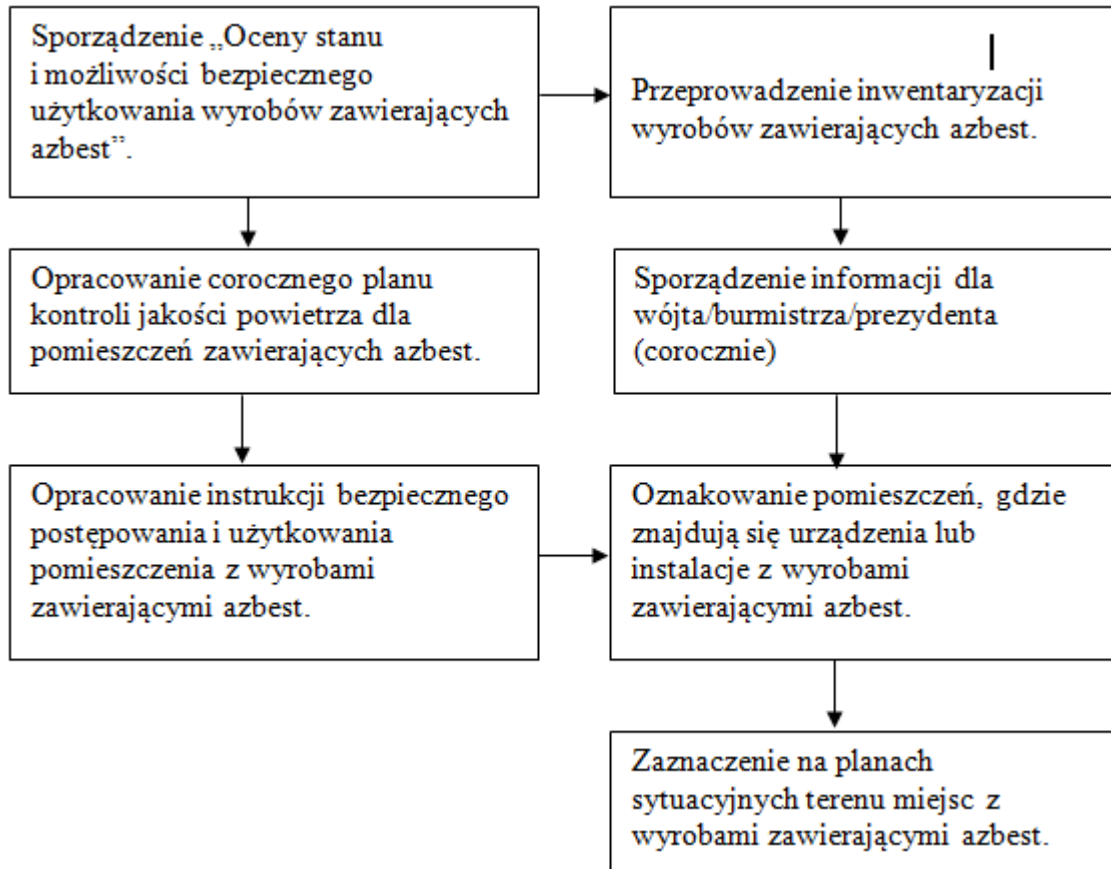 Sporządzenie „Oceny stanu
i możliwości bezpiecznego
użytkowania wyrobów zawierających
azbest”.
Przeprowadzenie inwentaryzacji
wyrobów zawierających azbest.
Opracowanie corocznego planu
kontroli jakości powietrza dla
pomieszczeń zawierających azbest.
Sporządzenie informacji dla
wójta/burmistrza/prezydenta
(corocznie)
Opracowanie instrukcji bezpiecznego
postępowania i użytkowania
pomieszczenia z wyrobami
zawierającymi azbest.
Oznakowanie pomieszczeń, gdzie
znajdują się urządzenia lub
instalacje z wyrobami
zawierającymi azbest.
Zaznaczenie na planach
sytuacyjnych terenu miejsc z
wyrobami zawierającymi azbest.